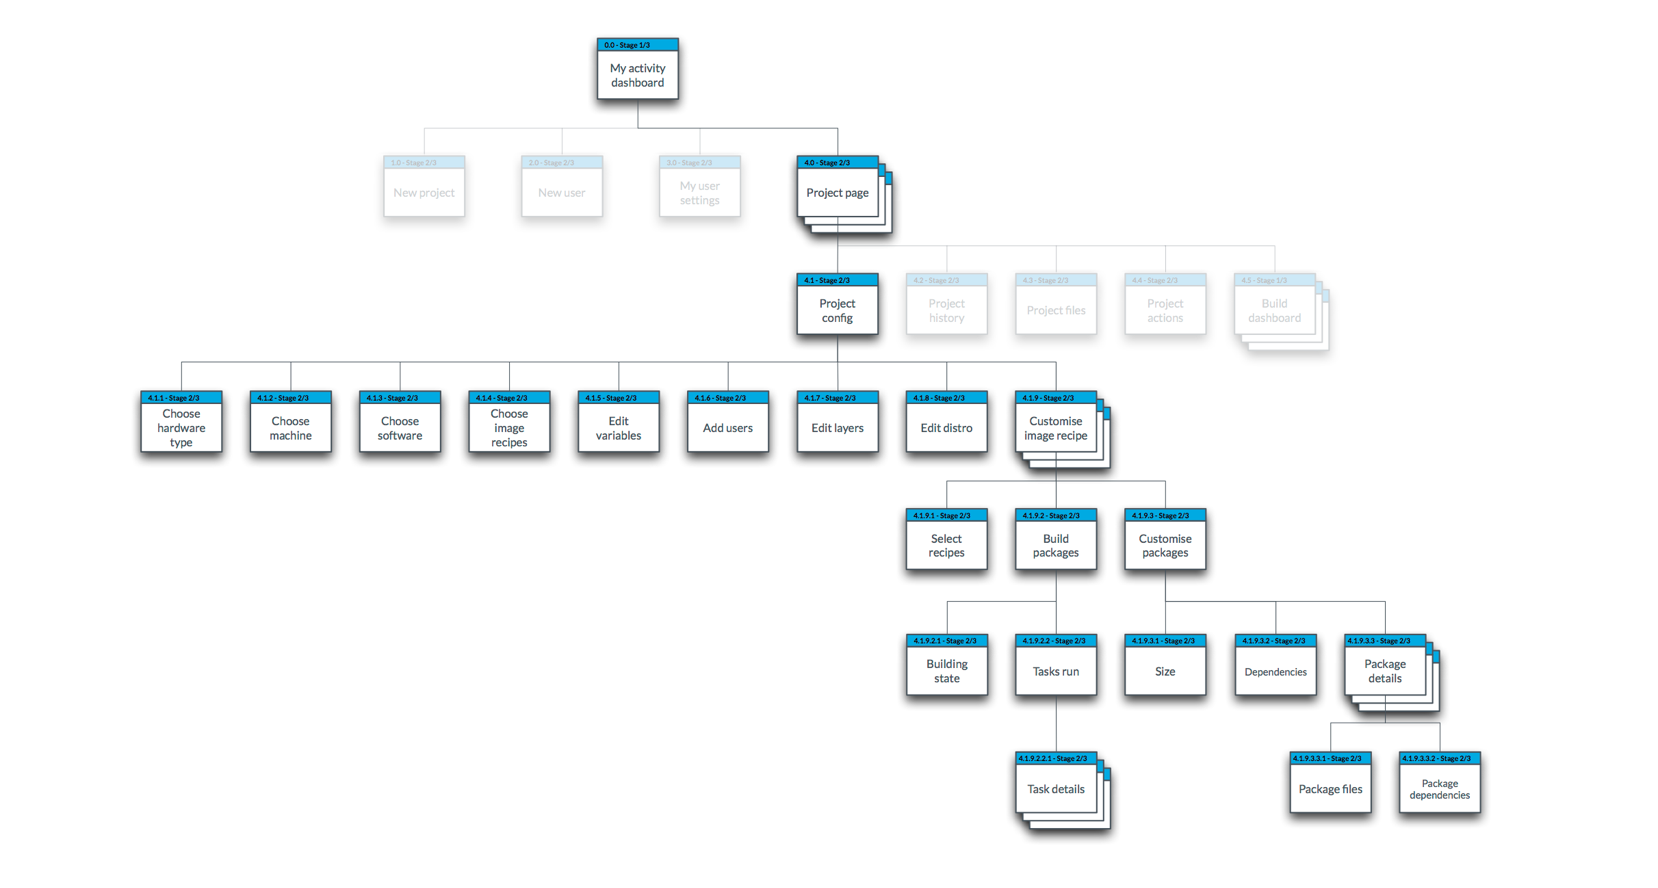 0.0 - Stage 1/3
My activity
dashboard
1.0 - Stage 2/3
New project
2.0 - Stage 2/3
New user
3.0 - Stage 2/3
My user
settings
4.0 - Stage 2/3
Project page
4.1 - Stage 2/3
Project
config
4.2 - Stage 2/3
Project
history
4.3 - Stage 2/3
Project files
4.4 - Stage 2/3
Project
actions
4.5 - Stage 1/3
Build
dashboard
4.1.1 - Stage 2/3
Choose
hardware
type
4.1.2 - Stage 2/3
Choose
machine
4.1.3 - Stage 2/3
Choose
software
4.1.4 - Stage 2/3
Choose
image
recipes
4.1.5 - Stage 2/3
Edit
variables
4.1.6 - Stage 2/3
Add users
4.1.7 - Stage 2/3
Edit layers
4.1.8 - Stage 2/3
Edit distro
4.1.9 - Stage 2/3
Customise
image recipe
4.1.9.1 - Stage 2/3
Select
recipes
4.1.9.2 - Stage 2/3
Build
packages
4.1.9.3 - Stage 2/3
Customise
packages
4.1.9.2.1 - Stage 2/3
Building
state
4.1.9.2.2 - Stage 2/3
Tasks run
4.1.9.3.1 - Stage 2/3
Size
4.1.9.3.2 - Stage 2/3
Dependencies
4.1.9.3.3 - Stage 2/3
Package
details
4.1.9.2.2.1 - Stage 2/3
Task details
4.1.9.3.3.1 - Stage 2/3
Package files
4.1.9.3.3.2 - Stage 2/3
Package
dependencies